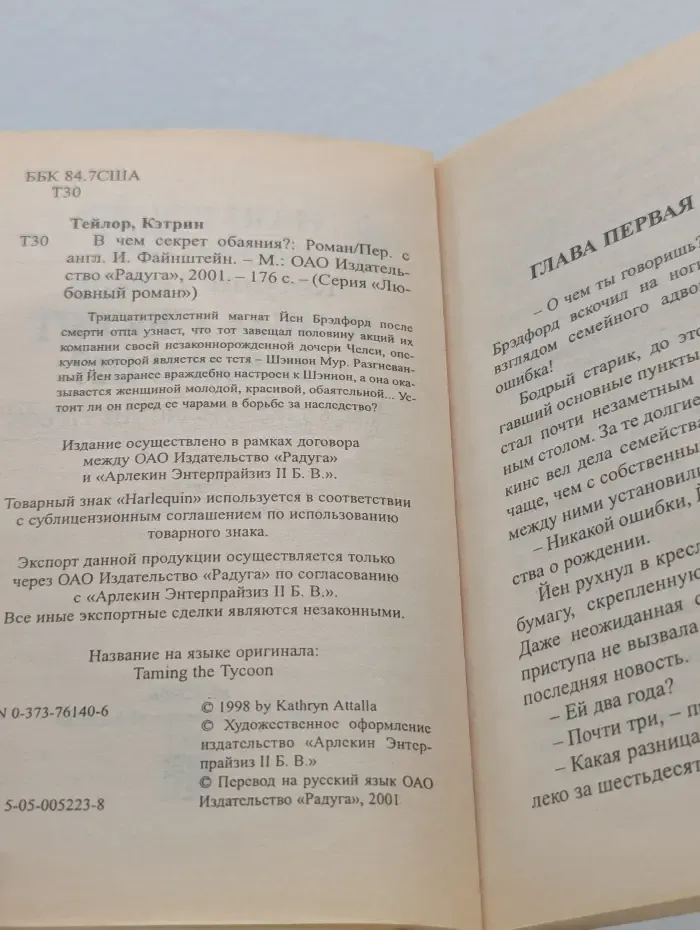 ББК 84.7США
Т30
Тейлор, Кэтрин
Т30 В чем секрет обаяния?: Роман/Пер. с
англ. И. Файнштейн. – М.: ОАО Издатель-
ство «Радуга», 2001. – 176 с. – (Серия «Лю-
бовный роман»)
Тридцатитрехлетний магнат Йен Брэдфорд после
смерти отца узнает, что тот завещал половину акций их
компании своей незаконнорожденной дочери Челси, опе-
куном которой является ее тетя – Шэннон Мур. Разгневан-
ный Йен заранее враждебно настроен к Шэннон, а она ока-
зывается женщиной молодой, красивой, обаятельной... Ус-
тоит ли он перед ее чарами в борьбе за наследство?
Издание осуществлено в рамках договора
между ОАО Издательство «Радуга»
и «Арлекин Энтерпрайзиз II Б. В.».
Товарный знак «Harlequin» используется в соответствии
с сублицензионным соглашением по использованию
товарного знака.
Экспорт данной продукции осуществляется только
через ОАО Издательство «Радуга» по согласованию
с «Арлекин Энтерпрайзиз II Б. В.».
Все иные экспортные сделки являются незаконными.
Название на языке оригинала:
Taming the Tycoon
N 0-373-76140-6
5-05-005223-8
© 1998 by Kathryn Attalla
© Художественное оформление
издательство «Арлекин Энтер-
прайзиз II Б. В.»
© Перевод на русский язык ОАО
Издательство «Радуга», 2001
ГЛАВА ПЕРВАЯ
– О чем ты говоришь?
Брэдфорд вскочил на ноги
взглядом семейного адво
ошибка!
Бодрый старик, до это
гавший основные пункты
стал почти незаметным
ным столом. За те долгие
кинс вел дела семейства
чаще, чем с собственны
между ними установили
– Никакой ошибки, Й
ства о рождении.
Йен рухнул в кресл
бумагу, скрепленную
Даже неожиданная с
приступа не вызвала
последняя новость.
– Ей два года?
– Почти три, – п
– Какая разница
леко за шестьдесят